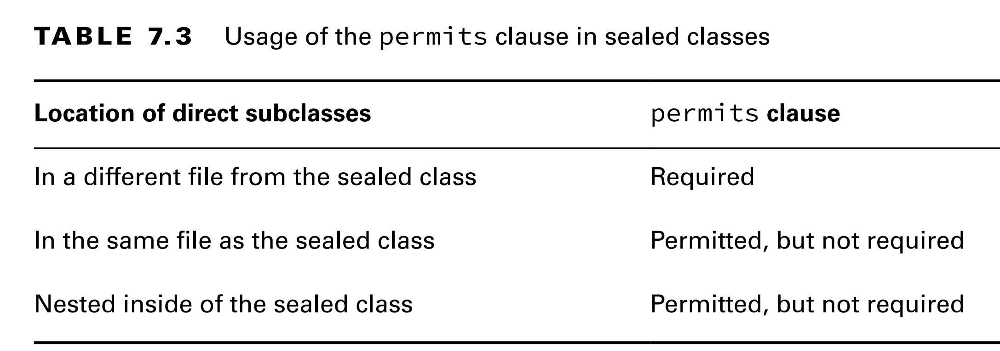 TABLE 7.3 Usage of the permits clause in sealed classes
Location of direct subclasses permits clause
In a different file from the sealed class Required
In the same file as the sealed class Permitted, but not required
Nested inside of the sealed class Permitted, but not required